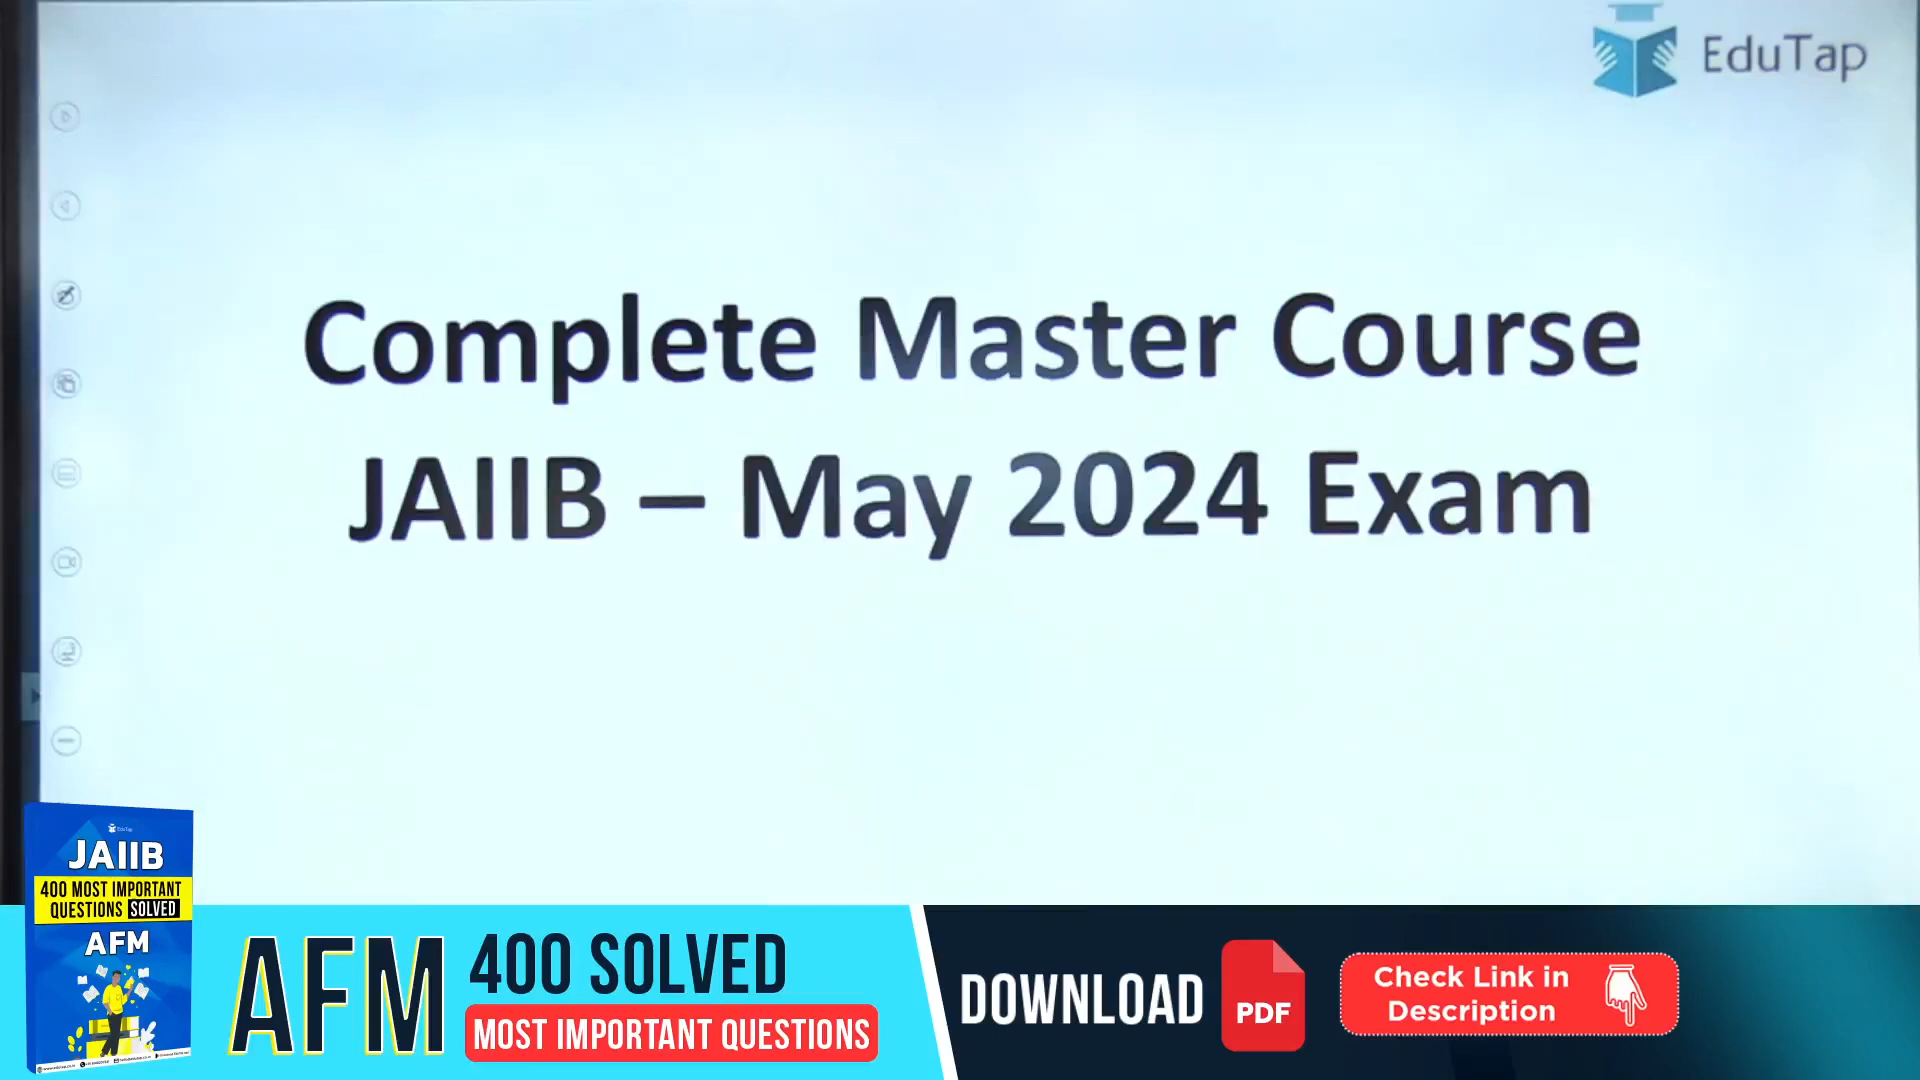 EduTap
Complete Master Course
JAIIB – May 2024 Exam
EduTap
JAIIB
400 MOST IMPORTANT
QUESTIONS SOLVED
AFM
AFM
400 SOLVED
MOST IMPORTANT QUESTIONS
DOWNLOAD
PDF
Check Link in
Description